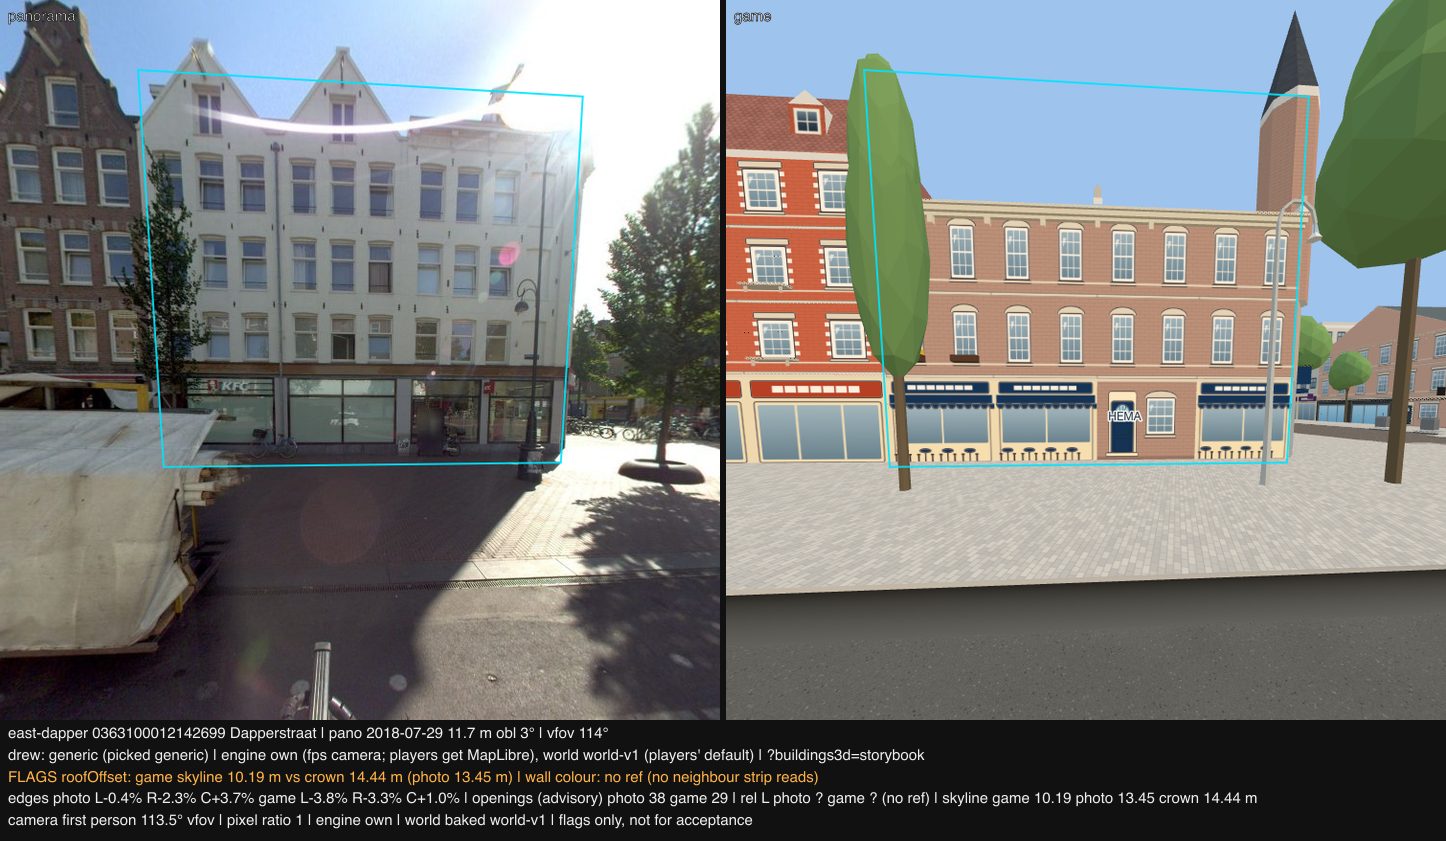 panorama
game
KFC
HEMA
east-dapper 0363100012142699 Dapperstraat | pano 2018-07-29 11.7 m obl 3° | vfov 114°
drew: generic (picked generic) | engine own (fps camera; players get MapLibre), world world-v1 (players' default) | ?buildings3d=storybook
FLAGS roofOffset: game skyline 10.19 m vs crown 14.44 m (photo 13.45 m) | wall colour: no ref (no neighbour strip reads)
edges photo L-0.4% R-2.3% C+3.7% game L-3.8% R-3.3% C+1.0% | openings (advisory) photo 38 game 29 | rel L photo ? game ? (no ref) | skyline game 10.19 photo 13.45 crown 14.44 m
camera first person 113.5° vfov | pixel ratio 1 | engine own | world baked world-v1 | flags only, not for acceptance